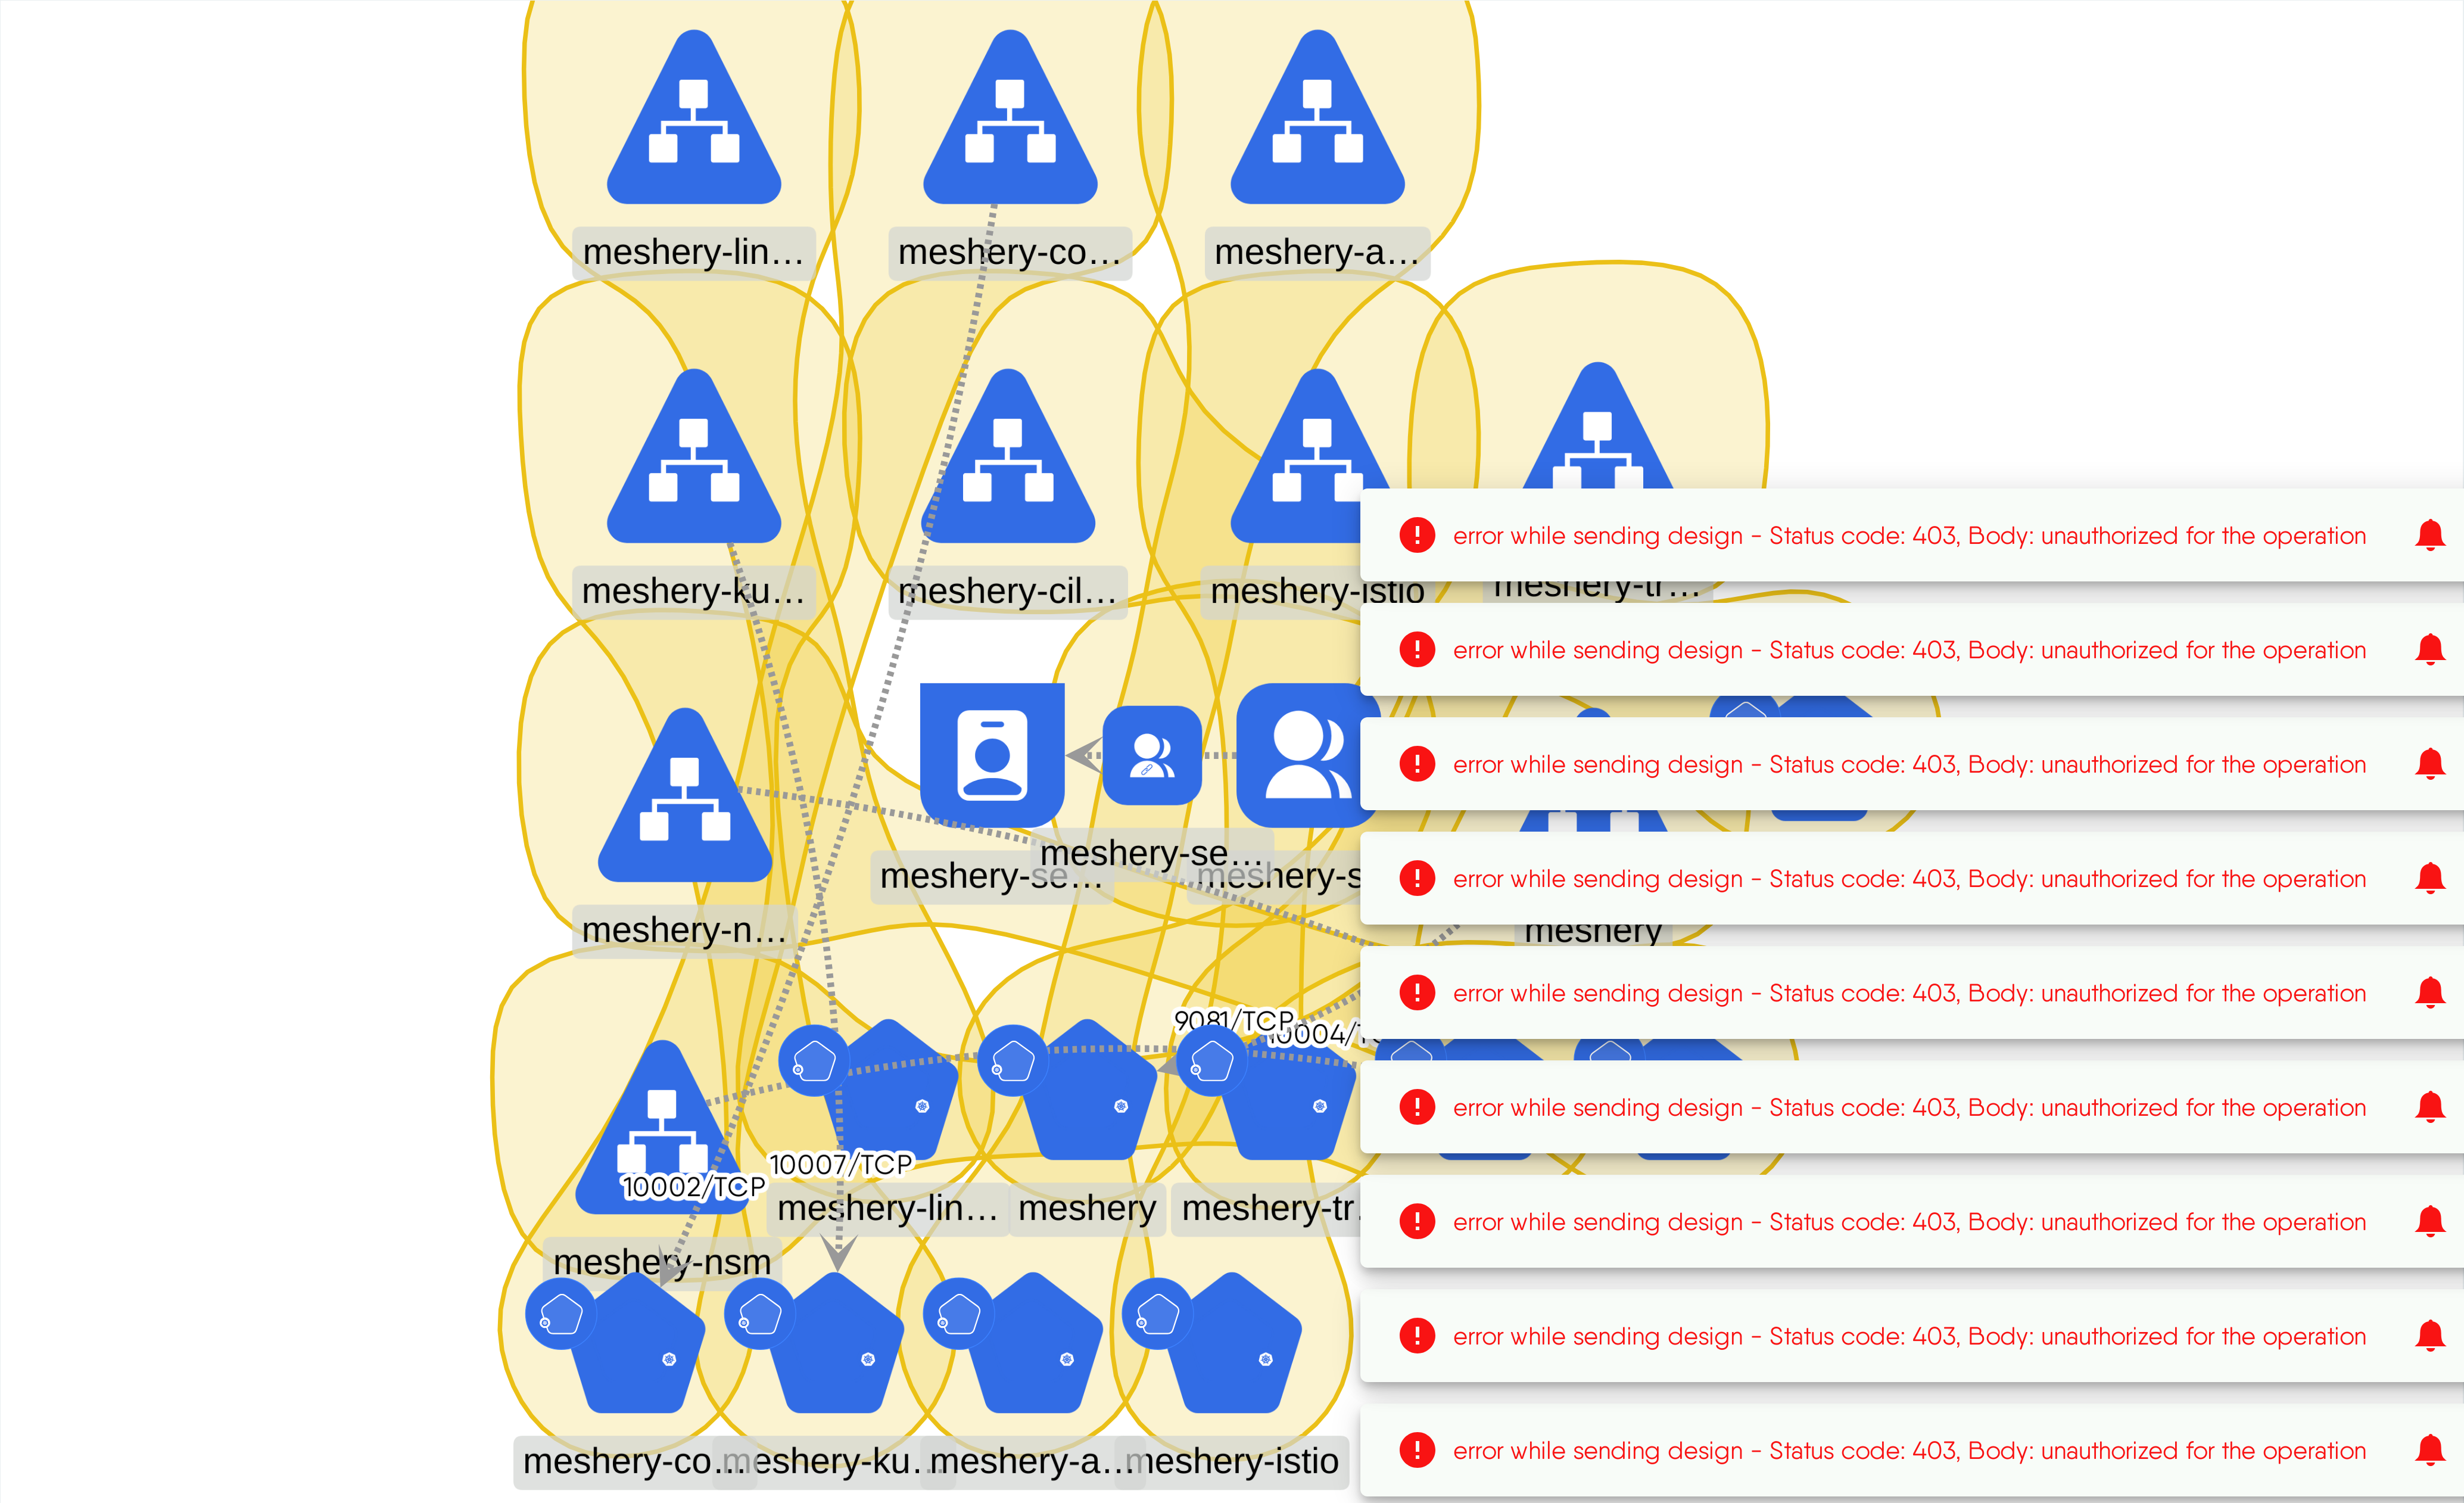 meshery-lin…
meshery-co…
meshery-a…
meshery-ku…
meshery-cil…
meshery-istio
meshery-tr…
error while sending design - Status code: 403, Body: unauthorized for the operation
error while sending design - Status code: 403, Body: unauthorized for the operation
error while sending design - Status code: 403, Body: unauthorized for the operation
error while sending design - Status code: 403, Body: unauthorized for the operation
error while sending design - Status code: 403, Body: unauthorized for the operation
error while sending design - Status code: 403, Body: unauthorized for the operation
error while sending design - Status code: 403, Body: unauthorized for the operation
error while sending design - Status code: 403, Body: unauthorized for the operation
error while sending design - Status code: 403, Body: unauthorized for the operation
meshery-se…
meshery-se…
meshery-s
meshery-n…
meshery
9081/TCP
10004/TC
10007/TCP
10002/TCP
meshery-lin…
meshery
meshery-tr.
meshery-nsm
meshery-co…
meshery-ku…
meshery-a…
meshery-istio